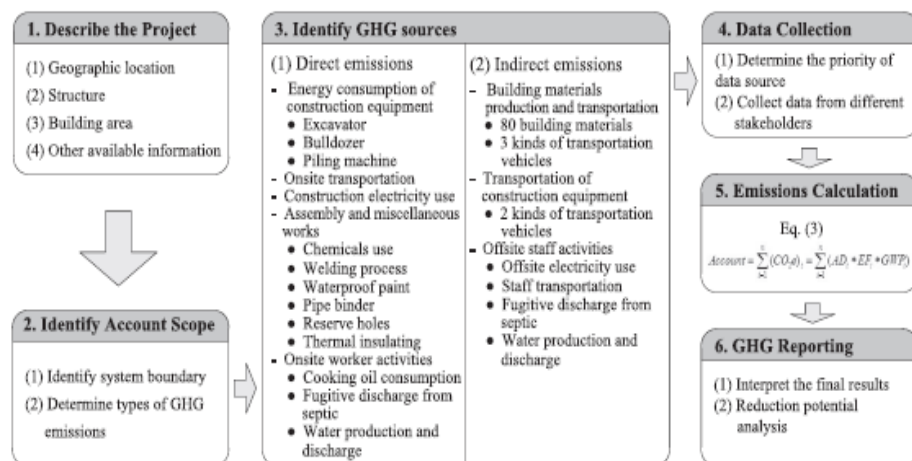 1. Describe the Project
(1) Geographic location
(2) Structure
(3) Building area
(4) Other available information
2. Identify Account Scope
(1) Identify system boundary
(2) Determine types of GHG
emissions
3. Identify GHG sources
(1) Direct emissions
- Energy consumption of
construction equipment
● Excavator
● Bulldozer
● Piling machine
- Onsite transportation
- Construction electricity use
- Assembly and miscellaneous
works
● Chemicals use
● Welding process
● Waterproof paint
● Pipe binder
● Reserve holes
● Thermal insulating
- Onsite worker activities
● Cooking oil consumption
● Fugitive discharge from
septic
● Water production and
discharge
(2) Indirect emissions
- Building materials
production and transportation
● 80 building materials
● 3 kinds of transportation
vehicles
- Transportation of
construction equipment
● 2 kinds of transportation
vehicles
- Offsite staff activities
● Offsite electricity use
● Staff transportation
● Fugitive discharge from
septic
● Water production and
discharge
4. Data Collection
(1) Determine the priority of
data source
(2) Collect data from different
stakeholders
5. Emissions Calculation
Eq. (3)
Account = ∑(CO₂e)ᵢ = ∑(ADᵢ * EFᵢ * GWPᵢ)
6. GHG Reporting
(1) Interpret the final results
(2) Reduction potential
analysis